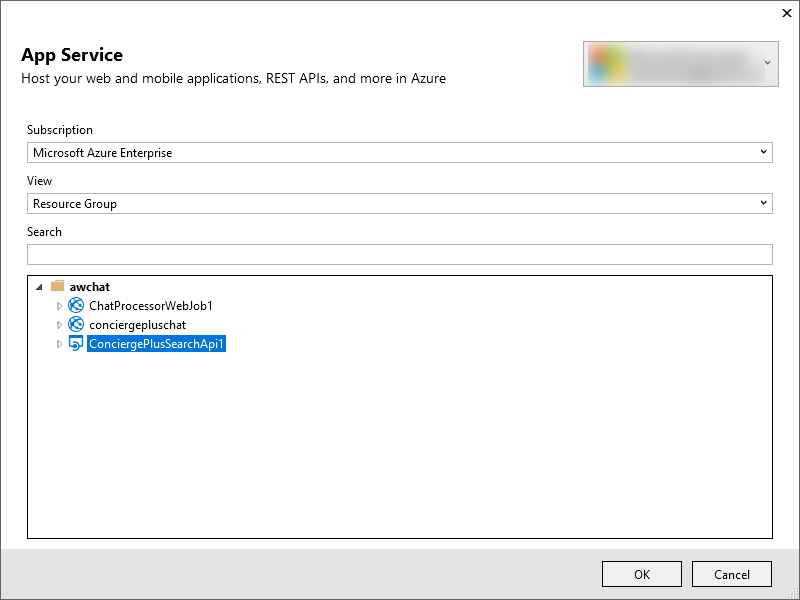 App Service
Host your web and mobile applications, REST APIs, and more in Azure
Subscription
Microsoft Azure Enterprise
View
Resource Group
Search
awchat
ChatProcessorWebJob1
conciergepluschat
ConciergePlusSearchApi1
OK
Cancel